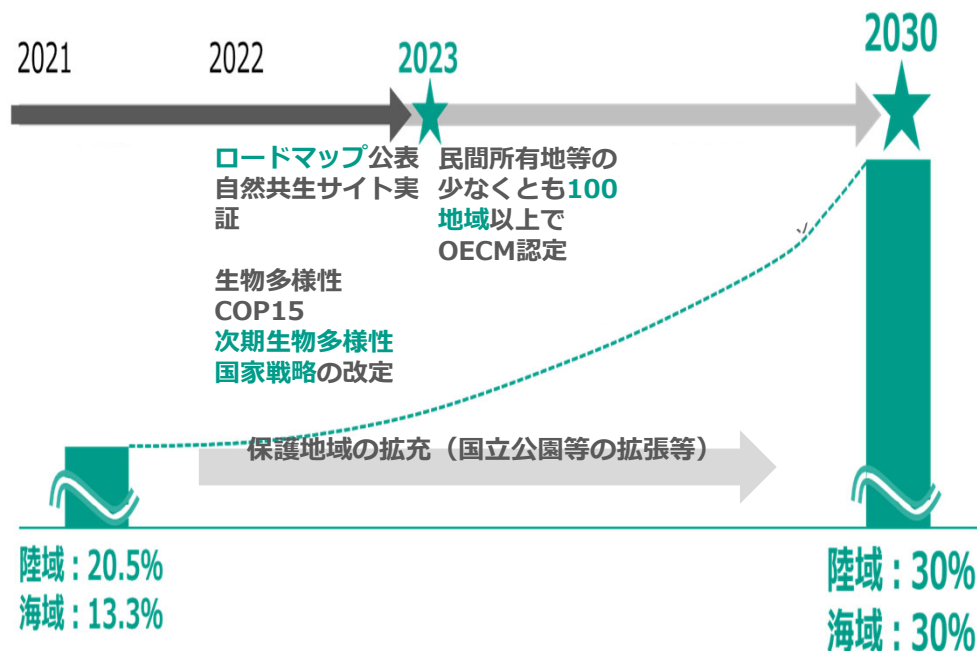 2021
2022
2023
2030
ロードマップ公表
自然共生サイト実
証
生物多様性
COP15
次期生物多様性
国家戦略の改定
民間所有地等の
少なくとも100
地域以上で
OECM認定
保護地域の拡充（国立公園等の拡張等）
陸域：20.5%
海域：13.3%
陸域：30%
海域：30%